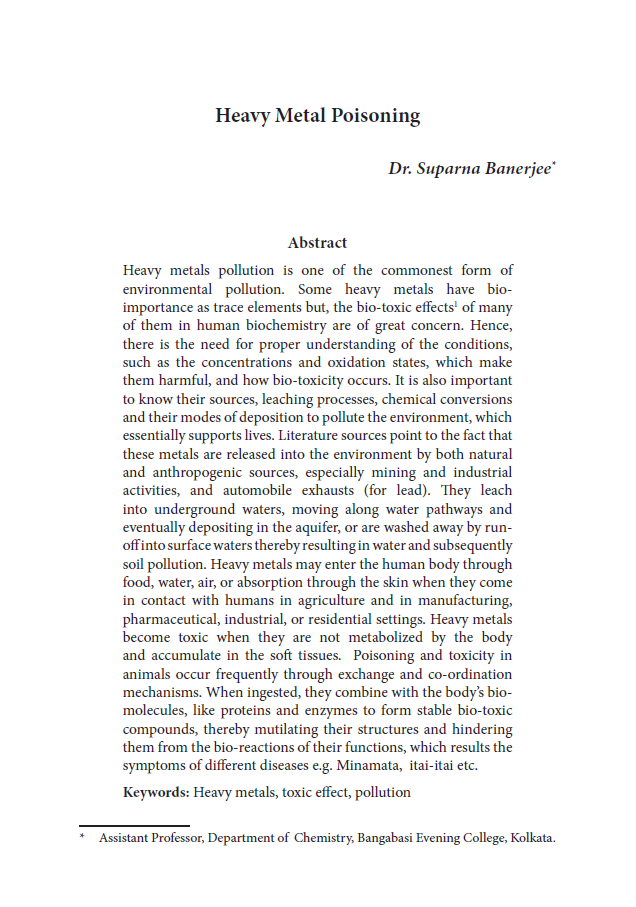 Heavy Metal Poisoning
Dr. Suparna Banerjee*
Abstract
Heavy metals pollution is one of the commonest form of
environmental pollution. Some heavy metals have bio-
importance as trace elements but, the bio-toxic effects¹ of many
of them in human biochemistry are of great concern. Hence,
there is the need for proper understanding of the conditions,
such as the concentrations and oxidation states, which make
them harmful, and how bio-toxicity occurs. It is also important
to know their sources, leaching processes, chemical conversions
and their modes of deposition to pollute the environment, which
essentially supports lives. Literature sources point to the fact that
these metals are released into the environment by both natural
and anthropogenic sources, especially mining and industrial
activities, and automobile exhausts (for lead). They leach
into underground waters, moving along water pathways and
eventually depositing in the aquifer, or are washed away by run-
off into surface waters thereby resulting in water and subsequently
soil pollution. Heavy metals may enter the human body through
food, water, air, or absorption through the skin when they come
in contact with humans in agriculture and in manufacturing,
pharmaceutical, industrial, or residential settings. Heavy metals
become toxic when they are not metabolized by the body
and accumulate in the soft tissues. Poisoning and toxicity in
animals occur frequently through exchange and co-ordination
mechanisms. When ingested, they combine with the body's bio-
molecules, like proteins and enzymes to form stable bio-toxic
compounds, thereby mutilating their structures and hindering
them from the bio-reactions of their functions, which results the
symptoms of different diseases e.g. Minamata, itai-itai etc.
Keywords: Heavy metals, toxic effect, pollution
* Assistant Professor, Department of Chemistry, Bangabasi Evening College, Kolkata.